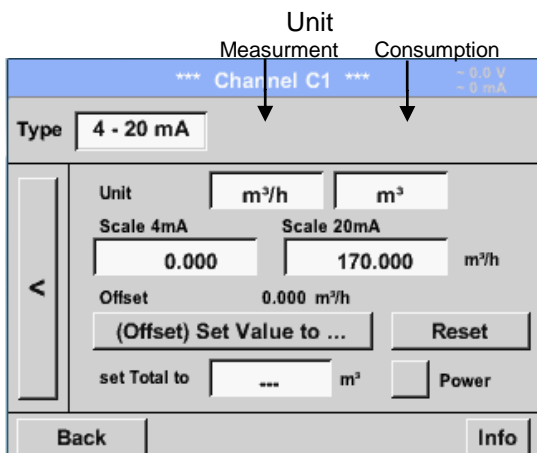 Unit
Measurment Consumption
*** Channel C1 *** ~ 0.0 V
~ 0 mA
Type 4 - 20 mA
Unit m³/h m³
Scale 4mA Scale 20mA
0.000 170.000 m³/h
<
Offset 0.000 m³/h
(Offset) Set Value to ... Reset
set Total to --- m³ Power
Back Info